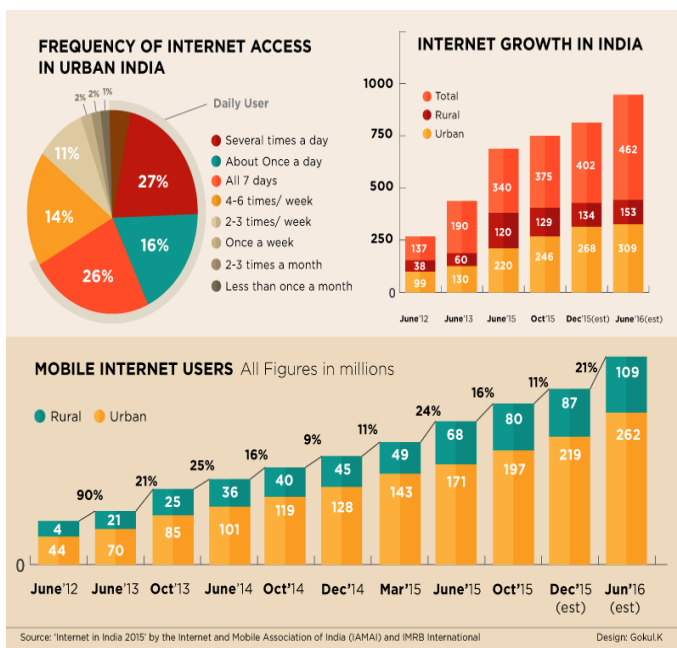 FREQUENCY OF INTERNET ACCESS
IN URBAN INDIA
2% 2% 1%
Daily User
11%
27%
14%
16%
26%
Several times a day
About Once a day
All 7 days
4-6 times/ week
2-3 times/ week
Once a week
2-3 times a month
Less than once a month
INTERNET GROWTH IN INDIA
1000
750
500
250
0
Total
Rural
Urban
137
38
99
190
60
130
340
120
220
375
129
246
402
134
268
462
153
309
June'12 June'13 June'15 Oct'15 Dec'15(est) June'16(est)
MOBILE INTERNET USERS All Figures in millions
Rural Urban
90% 21% 25% 16% 9% 11% 24% 16% 11% 21%
4 21 25 36 40 45 49 68 80 87 109
44 70 85 101 119 128 143 171 197 219 262
0
June'12 June'13 Oct'13 June'14 Oct'14 Dec'14 Mar'15 June'15 Oct'15 Dec'15 Jun'16
(est) (est)
Source: 'Internet in India 2015' by the Internet and Mobile Association of India (IAMAI) and IMRB International
Design: Gokul.K